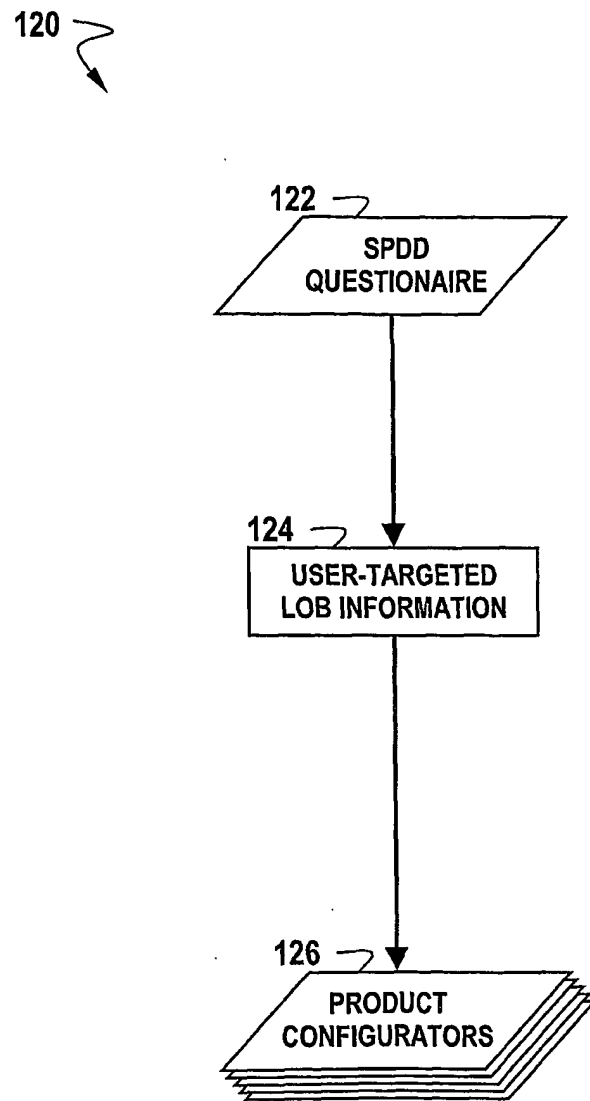 120
122
SPDD
QUESTIONAIRE
124
USER-TARGETED
LOB INFORMATION
126
PRODUCT
CONFIGURATORS